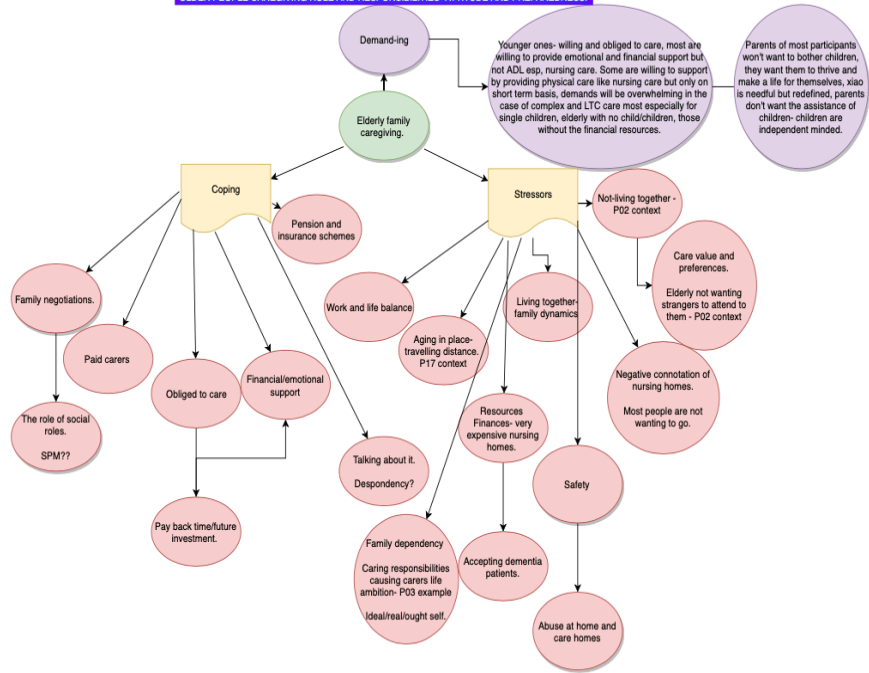 Demand-ing
Younger ones- willing and obliged to care, most are
willing to provide emotional and financial support but
not ADL esp, nursing care. Some are willing to support
by providing physical care like nursing care but only on
short term basis, demands will be overwhelming in the
case of complex and LTC care most especially for
single children, elderly with no child/children, those
without the financial resources.
Parents of most participants
won't want to bother children,
they want them to thrive and
make a life for themselves, xiao
is needful but redefined, parents
don't want the assistance of
children- children are
independent minded.
Elderly family
caregiving.
Coping
Stressors
Pension and
insurance schemes
Not-living together -
P02 context
Care value and
preferences.
Elderly not wanting
strangers to attend to
them - P02 context
Family negotiations.
Paid carers
Obliged to care
Financial/emotional
support
Work and life balance
Aging in place-
travelling distance.
P17 context
Living together-
family dynamics
Negative connotation of
nursing homes.
Most people are not
wanting to go.
The role of social
roles.
SPM??
Talking about it.
Despondency?
Resources
Finances- very
expensive nursing
homes.
Safety
Pay back time/future
investment.
Family dependency
Caring responsibilities
causing carers life
ambition- P03 example
Ideal/real/ought self.
Accepting dementia
patients.
Abuse at home and
care homes